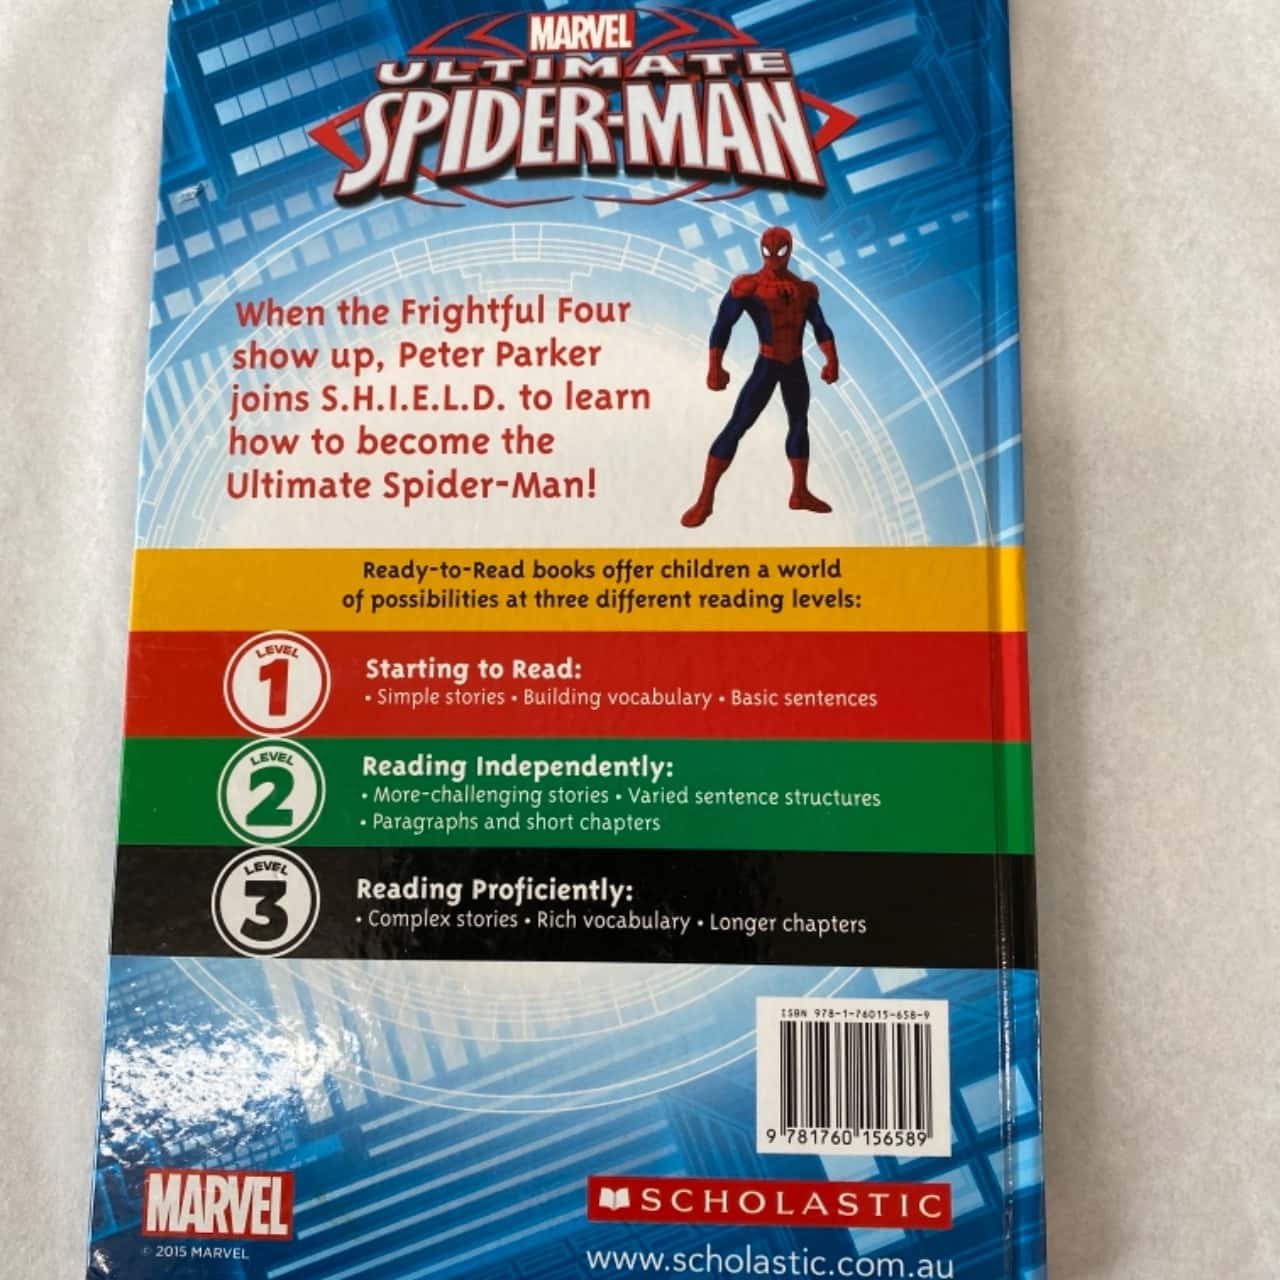 MARVEL
ULTIMATE
SPIDER-MAN
When the Frightful Four
show up, Peter Parker
joins S.H.I.E.L.D. to learn
how to become the
Ultimate Spider-Man!
Ready-to-Read books offer children a world
of possibilities at three different reading levels:
LEVEL
1
Starting to Read:
• Simple stories • Building vocabulary • Basic sentences
LEVEL
2
Reading Independently:
• More-challenging stories • Varied sentence structures
• Paragraphs and short chapters
LEVEL
3
Reading Proficiently:
• Complex stories • Rich vocabulary • Longer chapters
ISBN 978-1-76015-658-9
9 781760 156589
MARVEL
© 2015 MARVEL
SCHOLASTIC
www.scholastic.com.au